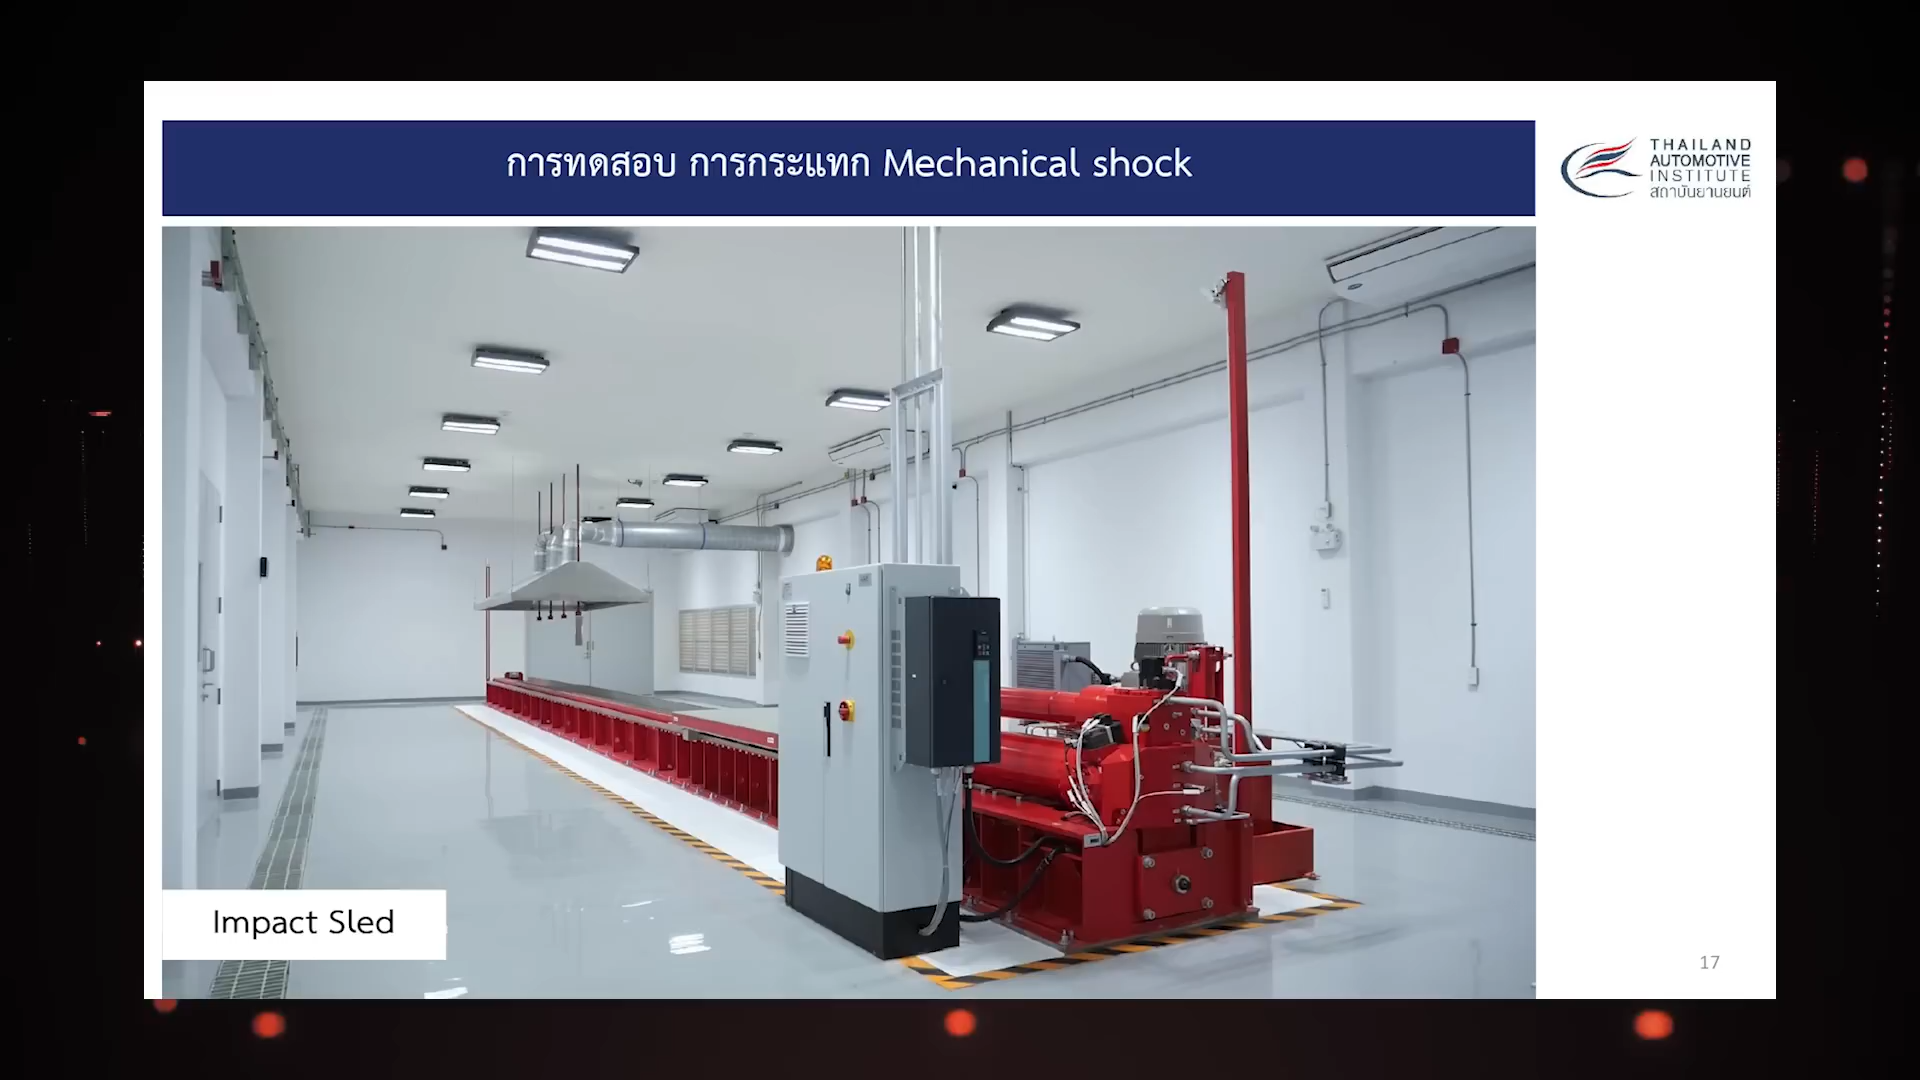 การทดสอบ การกระแทก Mechanical shock
THAILAND
AUTOMOTIVE
INSTITUTE
สถาบันยานยนต์
Impact Sled
17